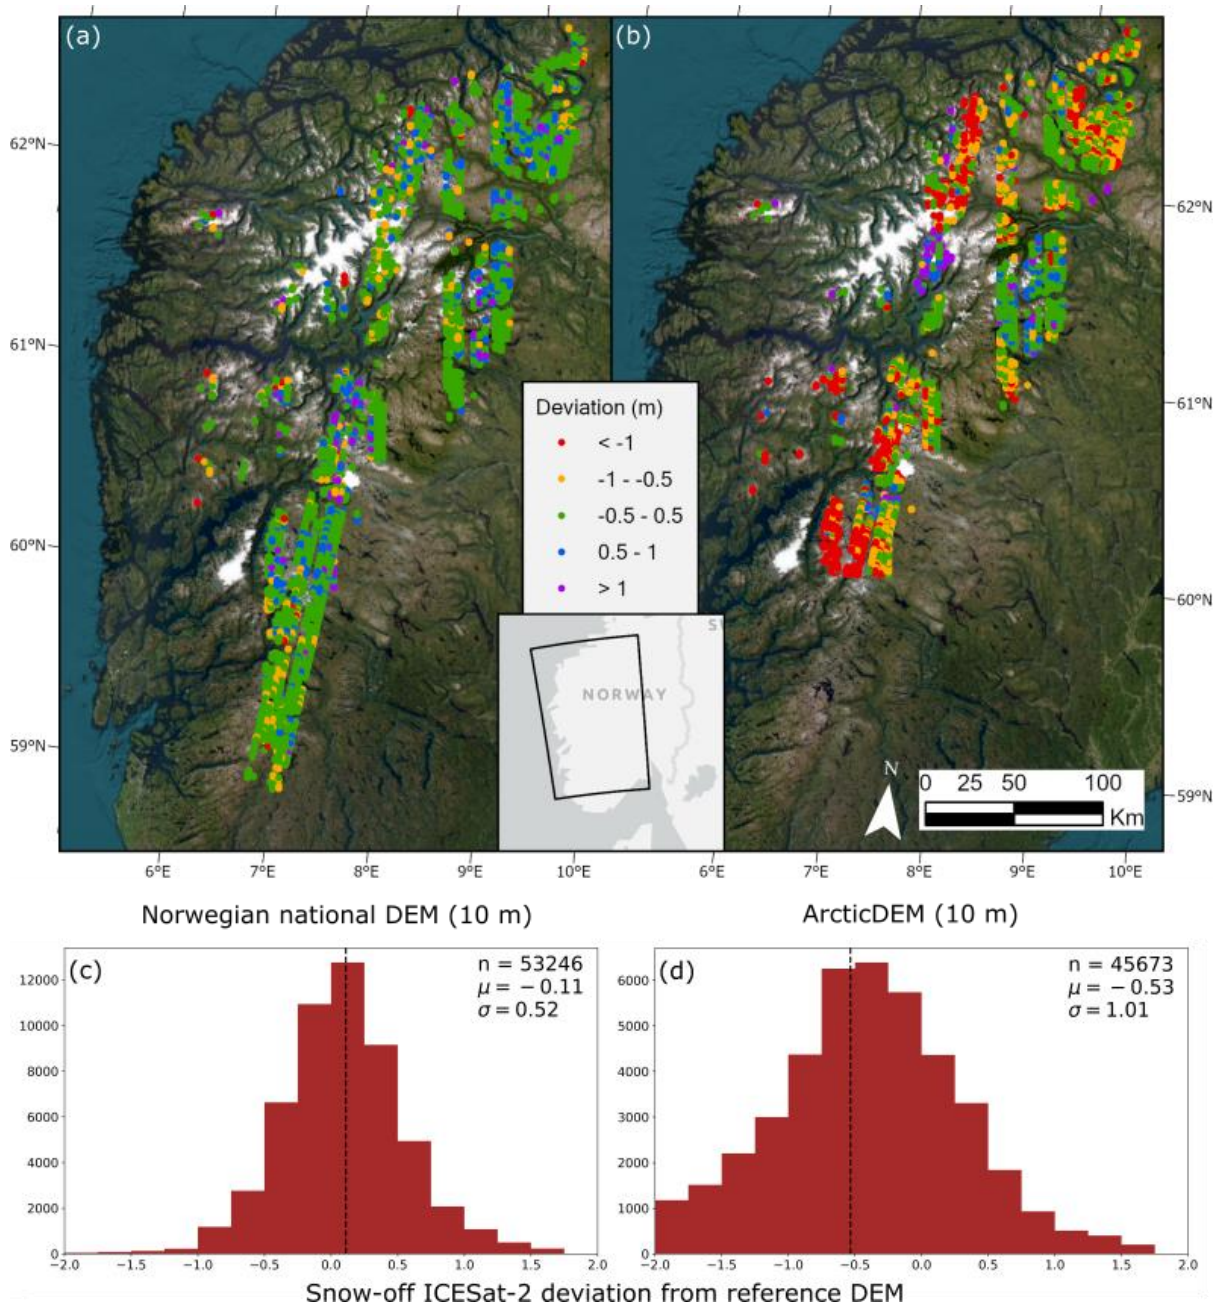 (a)
(b)
62°N
61°N
60°N
59°N
62°N
61°N
60°N
59°N
Deviation (m)
< -1
-1 - -0.5
-0.5 - 0.5
0.5 - 1
> 1
NORWAY
N
0 25 50 100
Km
6°E 7°E 8°E 9°E 10°E 6°E 7°E 8°E 9°E 10°E
Norwegian national DEM (10 m)
ArcticDEM (10 m)
(c)
n = 53246
μ = −0.11
σ = 0.52
12000
10000
8000
6000
4000
2000
0
−2.0 −1.5 −1.0 −0.5 0.0 0.5 1.0 1.5 2.0
(d)
n = 45673
μ = −0.53
σ = 1.01
6000
5000
4000
3000
2000
1000
0
−2.0 −1.5 −1.0 −0.5 0.0 0.5 1.0 1.5 2.0
Snow-off ICESat-2 deviation from reference DEM